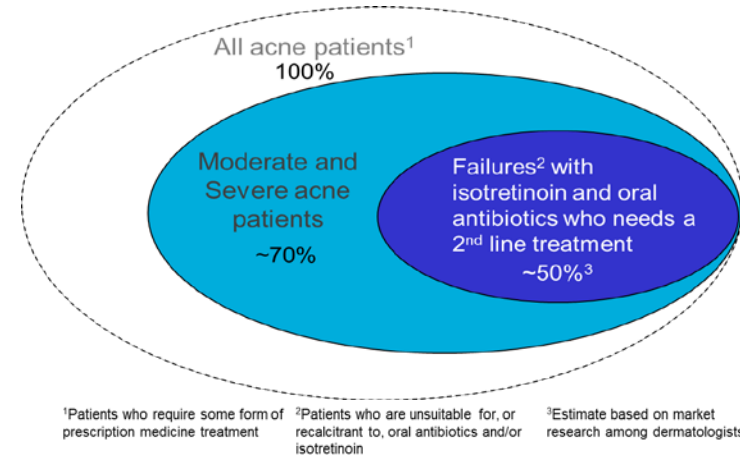 All acne patients¹
100%
Moderate and
Severe acne
patients
~70%
Failures² with
isotretinoin and oral
antibiotics who needs a
2nd line treatment
~50%³
¹Patients who require some form of
prescription medicine treatment
²Patients who are unsuitable for, or
recalcitrant to, oral antibiotics and/or
isotretinoin
³Estimate based on market
research among dermatologists